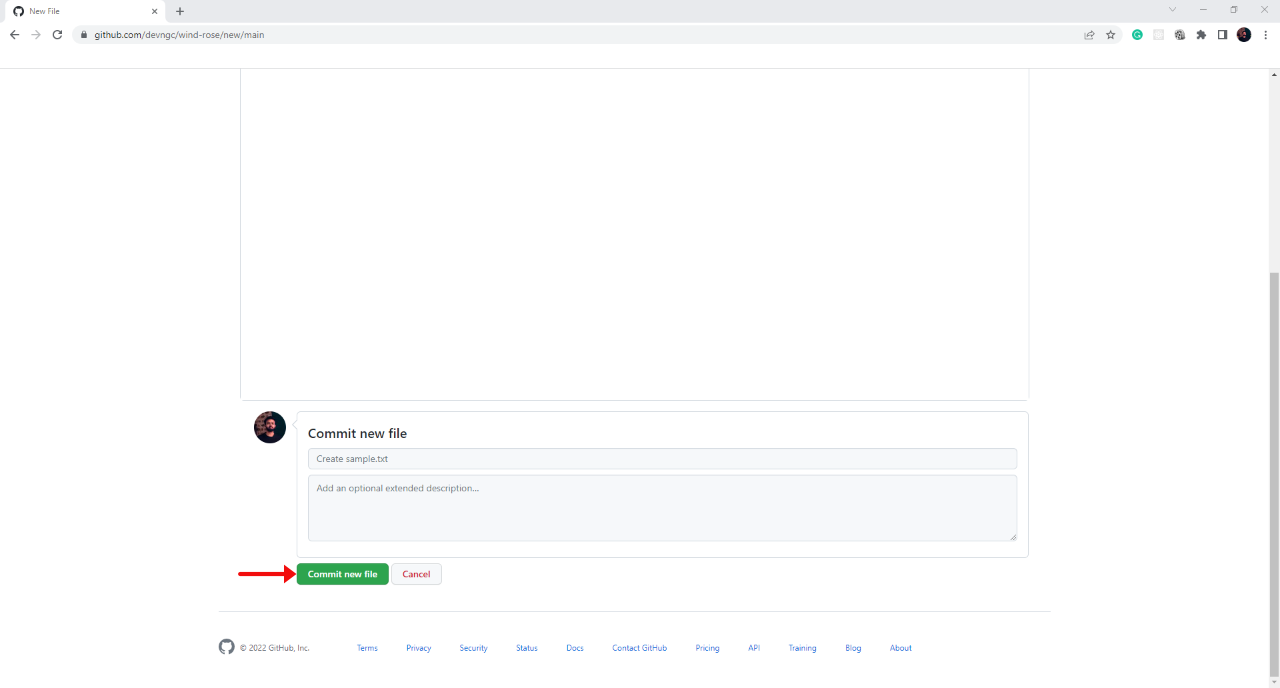 New File
github.com/devngc/wind-rose/new/main
Commit new file
Create sample.txt
Add an optional extended description...
Commit new file Cancel
© 2022 GitHub, Inc. Terms Privacy Security Status Docs Contact GitHub Pricing API Training Blog About